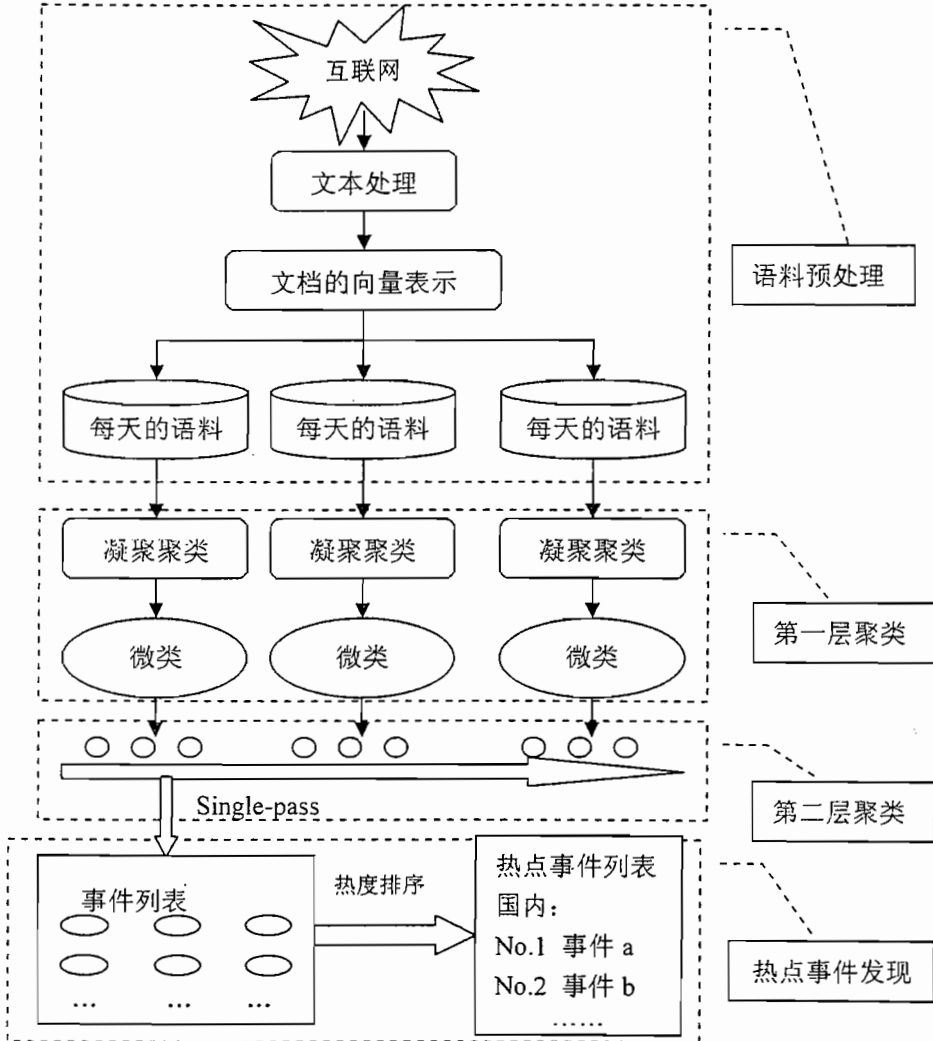 互联网
文本处理
文档的向量表示
语料预处理
每天的语料
每天的语料
每天的语料
凝聚聚类
凝聚聚类
凝聚聚类
第一层聚类
微类
微类
微类
Single-pass
第二层聚类
事件列表
... ... ...
热度排序
热点事件列表
国内:
No.1 事件 a
No.2 事件 b
……
热点事件发现